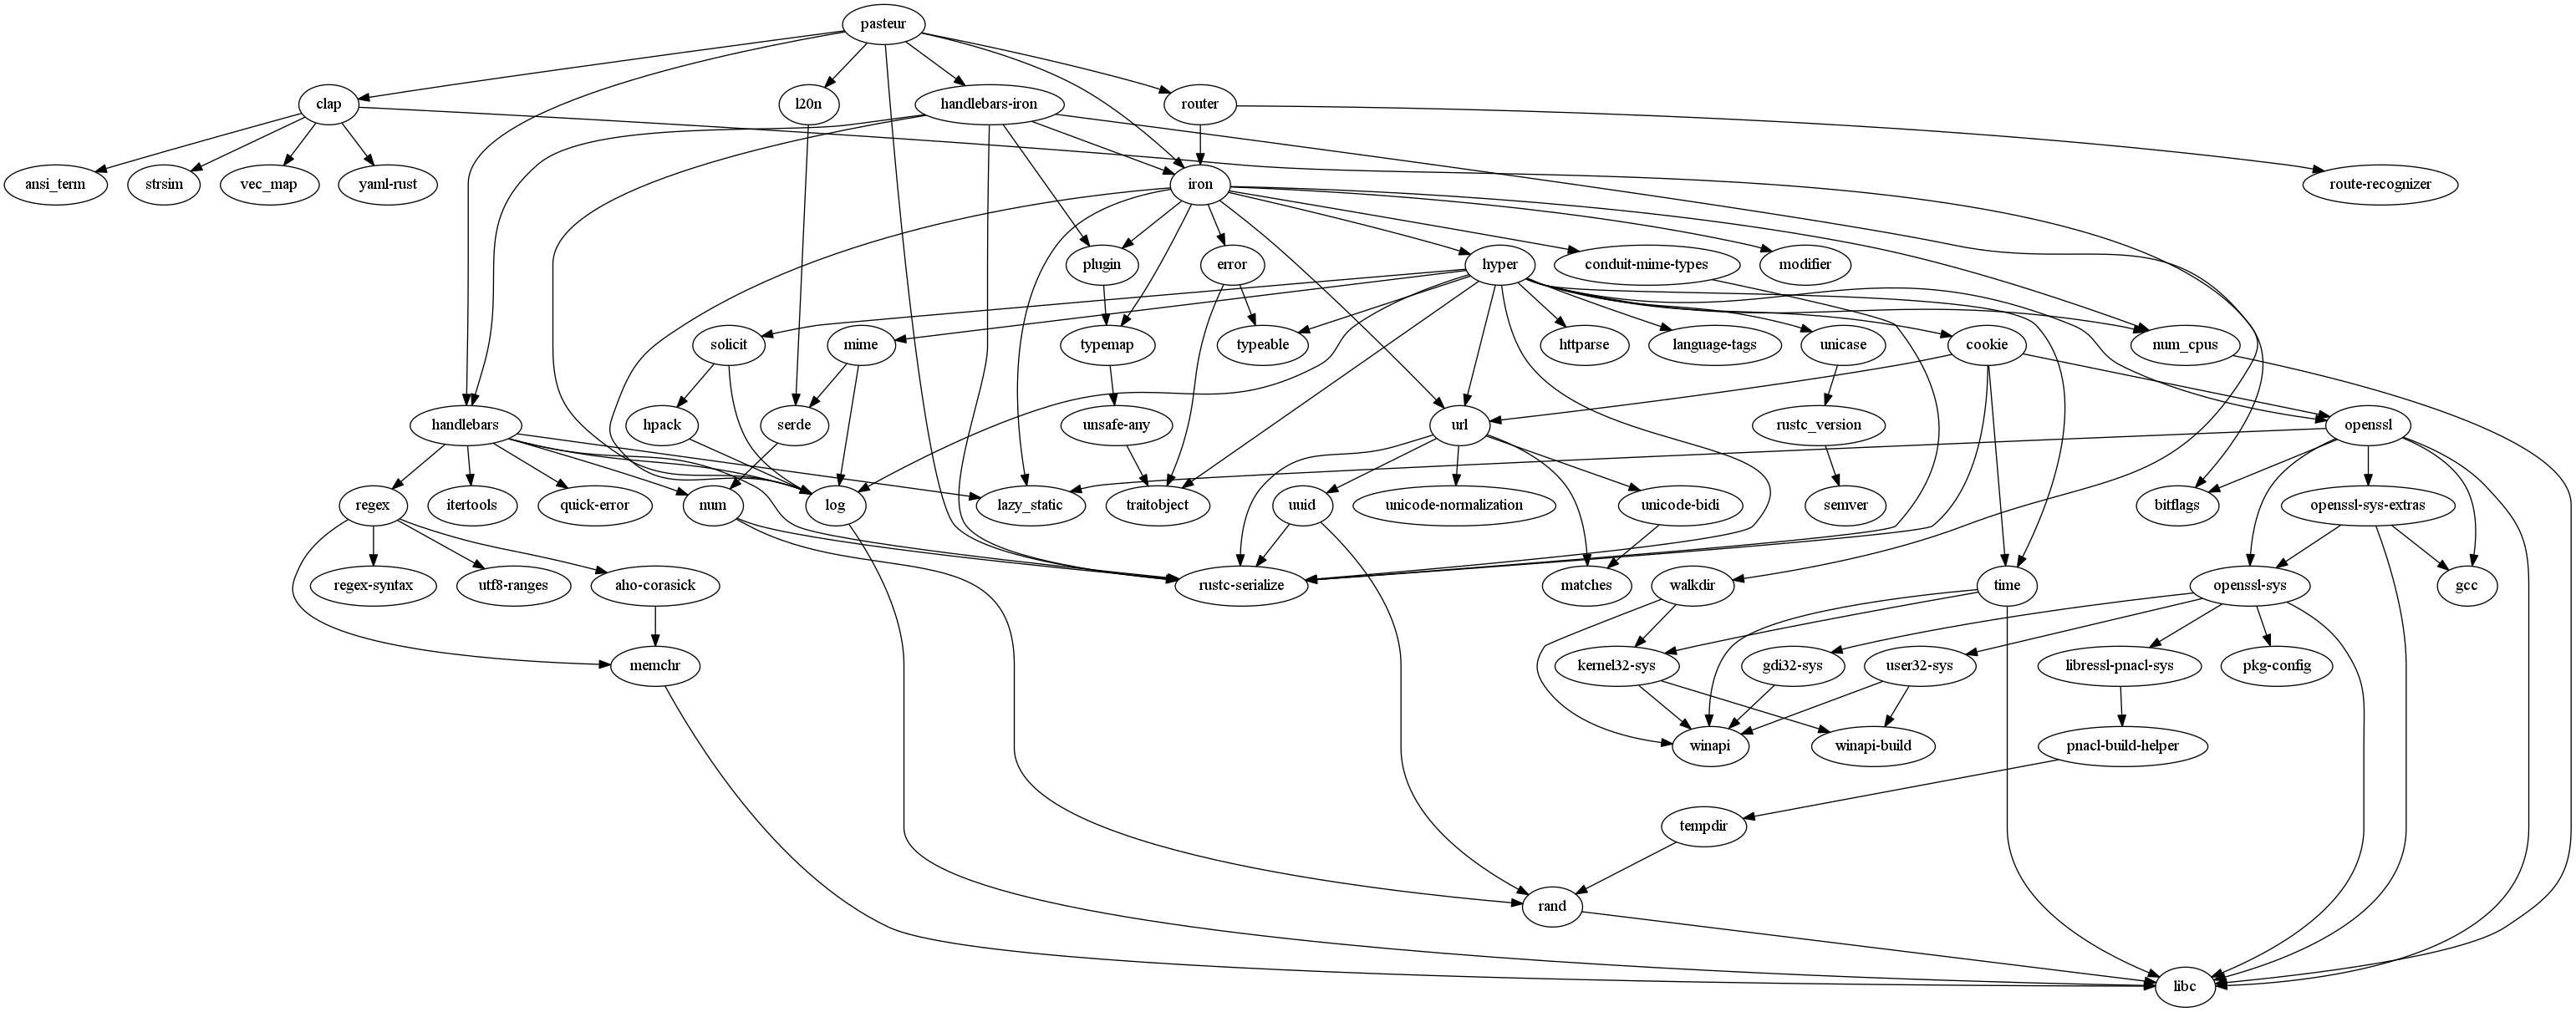 pasteur
clap
l20n
handlebars-iron
router
ansi_term
strsim
vec_map
yaml-rust
iron
route-recognizer
plugin
error
hyper
conduit-mime-types
modifier
solicit
mime
typemap
typeable
httparse
language-tags
unicase
cookie
num_cpus
handlebars
hpack
serde
unsafe-any
url
rustc_version
openssl
regex
itertools
quick-error
num
log
lazy_static
traitobject
uuid
unicode-normalization
unicode-bidi
semver
bitflags
openssl-sys-extras
regex-syntax
utf8-ranges
aho-corasick
rustc-serialize
matches
walkdir
time
openssl-sys
gcc
memchr
kernel32-sys
gdi32-sys
user32-sys
libressl-pnacl-sys
pkg-config
winapi
winapi-build
pnacl-build-helper
tempdir
rand
libc